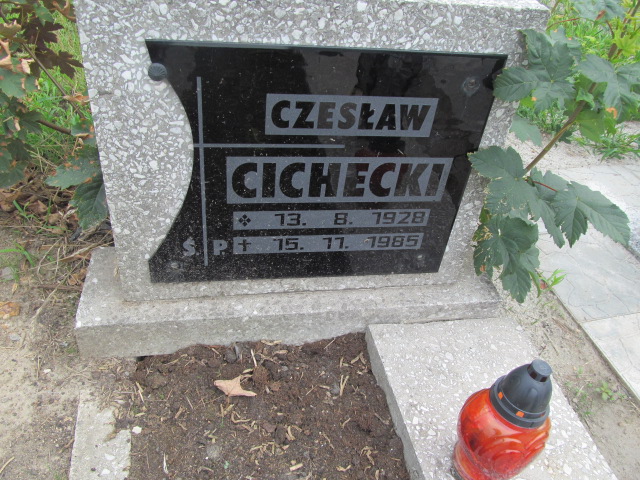 CZESŁAW
CICHECKI
❖ 13. 8. 1928
Ś. P. ✝ 15. 11. 1985